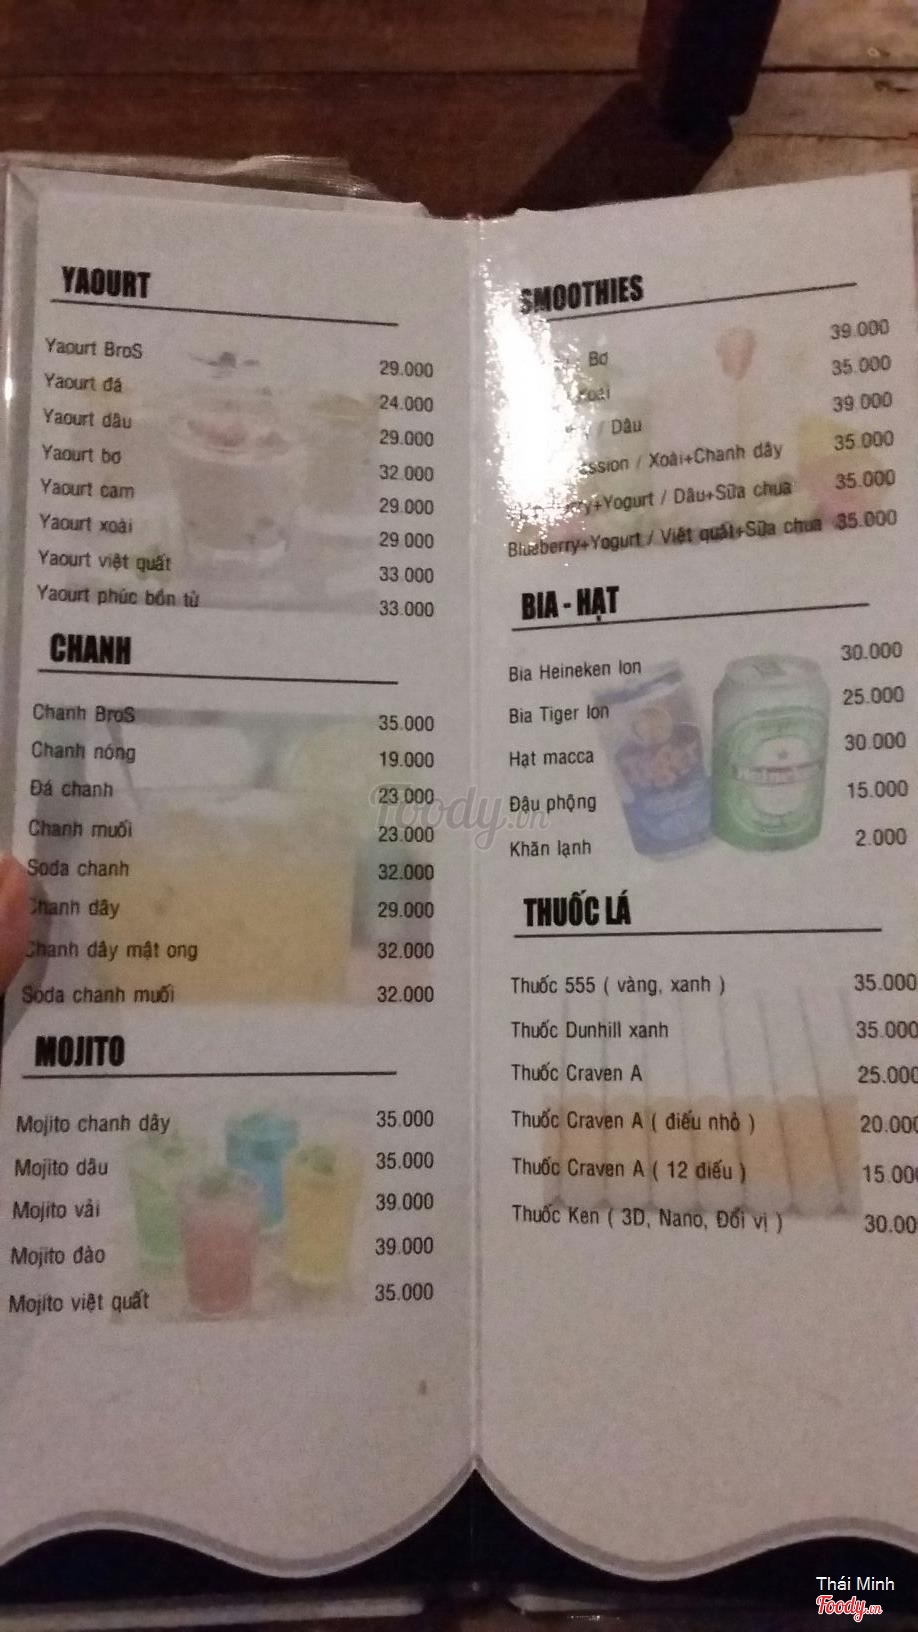 YAOURT
Yaourt BroS 29.000
Yaourt đá 24.000
Yaourt dâu 29.000
Yaourt bơ 32.000
Yaourt cam 29.000
Yaourt xoài 29.000
Yaourt việt quất 33.000
Yaourt phúc bồn tử 33.000
CHANH
Chanh BroS 35.000
Chanh nóng 19.000
Đá chanh 23.000
Chanh muối 23.000
Soda chanh 32.000
Chanh dây 29.000
Chanh dây mật ong 32.000
Soda chanh muối 32.000
MOJITO
Mojito chanh dây 35.000
Mojito dâu 35.000
Mojito vải 39.000
Mojito đào 39.000
Mojito việt quất 35.000
SMOOTHIES
Bơ 39.000
35.000
/ Dâu 39.000
/ Xoài+Chanh dây 35.000
+Yogurt / Dâu+Sữa chua 35.000
Blueberry+Yogurt / Việt quất+Sữa chua 35.000
BIA - HẠT
Bia Heineken lon 30.000
Bia Tiger lon 25.000
Hạt macca 30.000
Đậu phộng 15.000
Khăn lạnh 2.000
THUỐC LÁ
Thuốc 555 ( vàng, xanh ) 35.000
Thuốc Dunhill xanh 35.000
Thuốc Craven A 25.000
Thuốc Craven A ( điếu nhỏ ) 20.000
Thuốc Craven A ( 12 điếu ) 15.00
Thuốc Ken ( 3D, Nano, Đổi vị ) 30.00
Foody.vn
Heineken
Thái Minh
Foody.vn